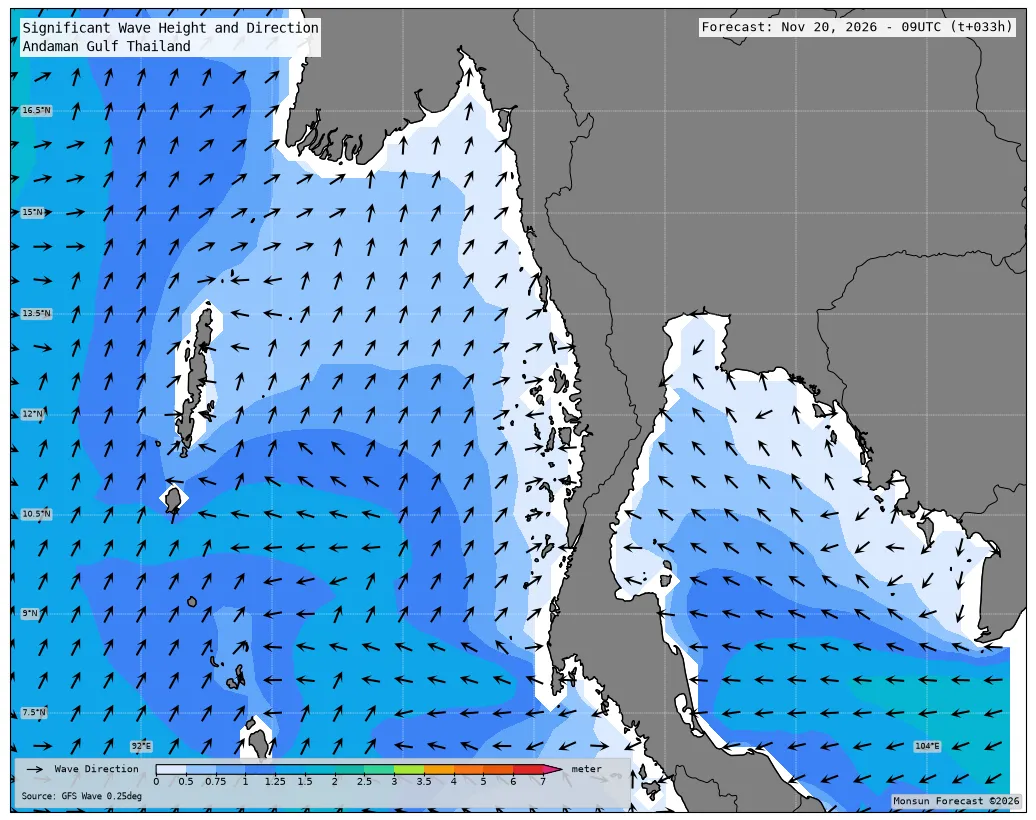 Significant Wave Height and Direction
Andaman Gulf Thailand
Forecast: Nov 20, 2026 - 09UTC (t+033h)
16.5°N
15°N
13.5°N
12°N
10.5°N
9°N
7.5°N
92°E
104°E
Wave Direction
0.5 0.75 1 1.25 1.5 2 2.5 3 3.5 4 5 6 7
meter
Source: GFS Wave 0.25deg
Monsun Forecast ©2026